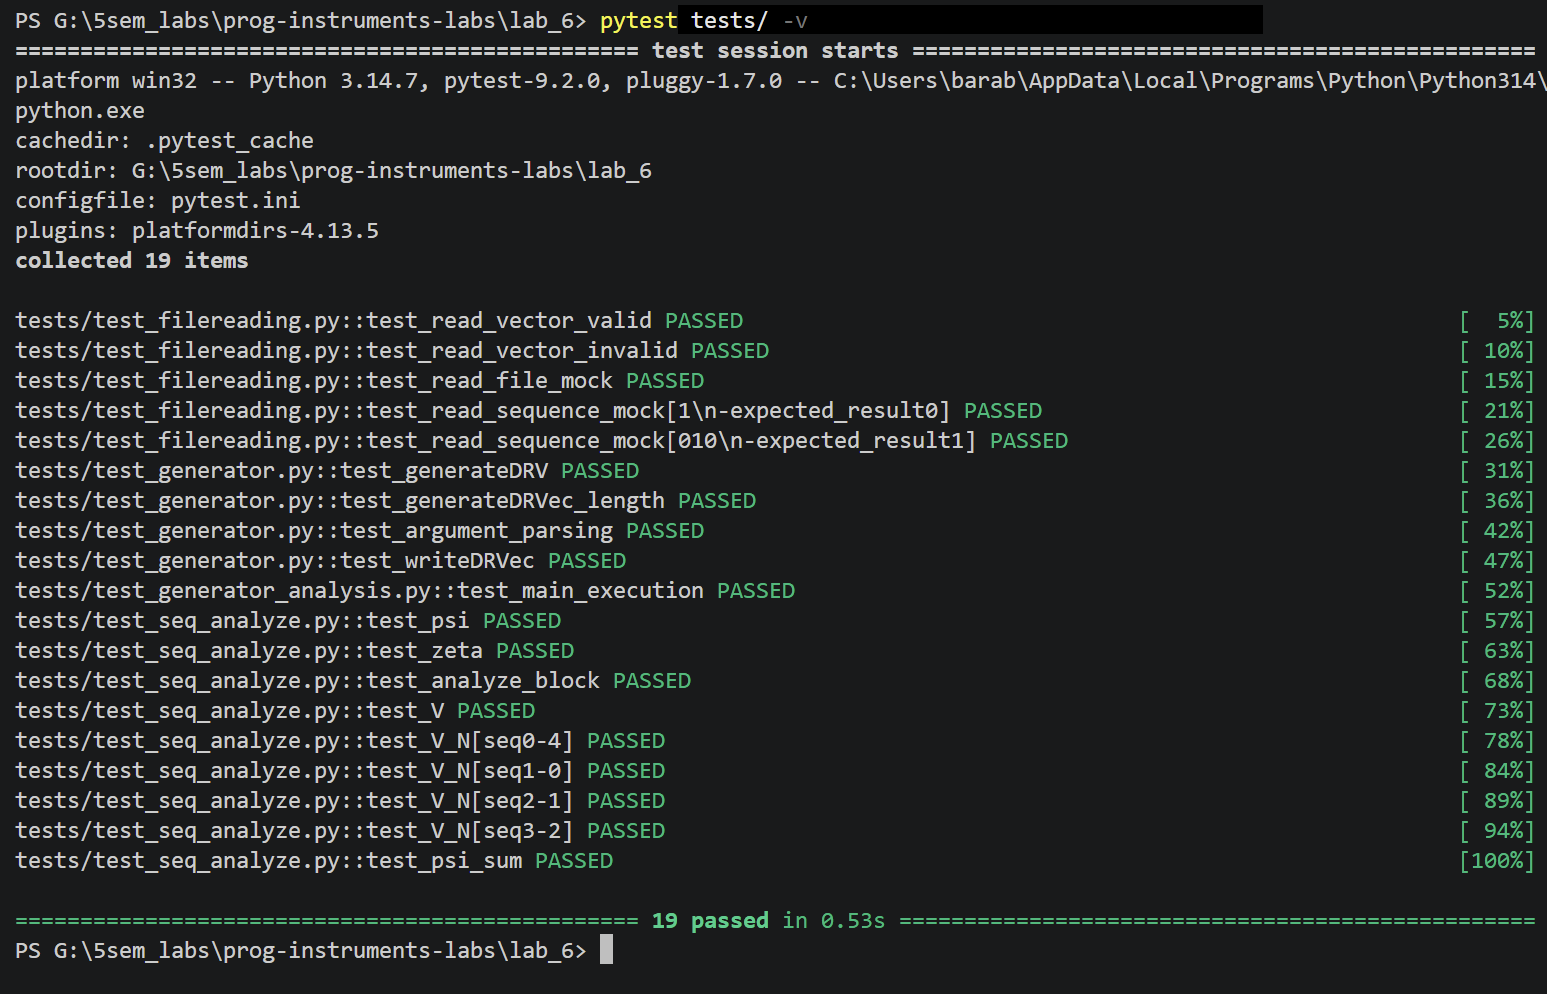 PS G:\5sem_labs\prog-instruments-labs\lab_6> pytest tests/ -v
================================================ test session starts ================================================
platform win32 -- Python 3.14.7, pytest-9.2.0, pluggy-1.7.0 -- C:\Users\barab\AppData\Local\Programs\Python\Python314\
python.exe
cachedir: .pytest_cache
rootdir: G:\5sem_labs\prog-instruments-labs\lab_6
configfile: pytest.ini
plugins: platformdirs-4.13.5
collected 19 items
tests/test_filereading.py::test_read_vector_valid PASSED [  5%]
tests/test_filereading.py::test_read_vector_invalid PASSED [ 10%]
tests/test_filereading.py::test_read_file_mock PASSED [ 15%]
tests/test_filereading.py::test_read_sequence_mock[1\n-expected_result0] PASSED [ 21%]
tests/test_filereading.py::test_read_sequence_mock[010\n-expected_result1] PASSED [ 26%]
tests/test_generator.py::test_generateDRV PASSED [ 31%]
tests/test_generator.py::test_generateDRVec_length PASSED [ 36%]
tests/test_generator.py::test_argument_parsing PASSED [ 42%]
tests/test_generator.py::test_writeDRVec PASSED [ 47%]
tests/test_generator_analysis.py::test_main_execution PASSED [ 52%]
tests/test_seq_analyze.py::test_psi PASSED [ 57%]
tests/test_seq_analyze.py::test_zeta PASSED [ 63%]
tests/test_seq_analyze.py::test_analyze_block PASSED [ 68%]
tests/test_seq_analyze.py::test_V PASSED [ 73%]
tests/test_seq_analyze.py::test_V_N[seq0-4] PASSED [ 78%]
tests/test_seq_analyze.py::test_V_N[seq1-0] PASSED [ 84%]
tests/test_seq_analyze.py::test_V_N[seq2-1] PASSED [ 89%]
tests/test_seq_analyze.py::test_V_N[seq3-2] PASSED [ 94%]
tests/test_seq_analyze.py::test_psi_sum PASSED [100%]
================================================ 19 passed in 0.53s =================================================
PS G:\5sem_labs\prog-instruments-labs\lab_6>